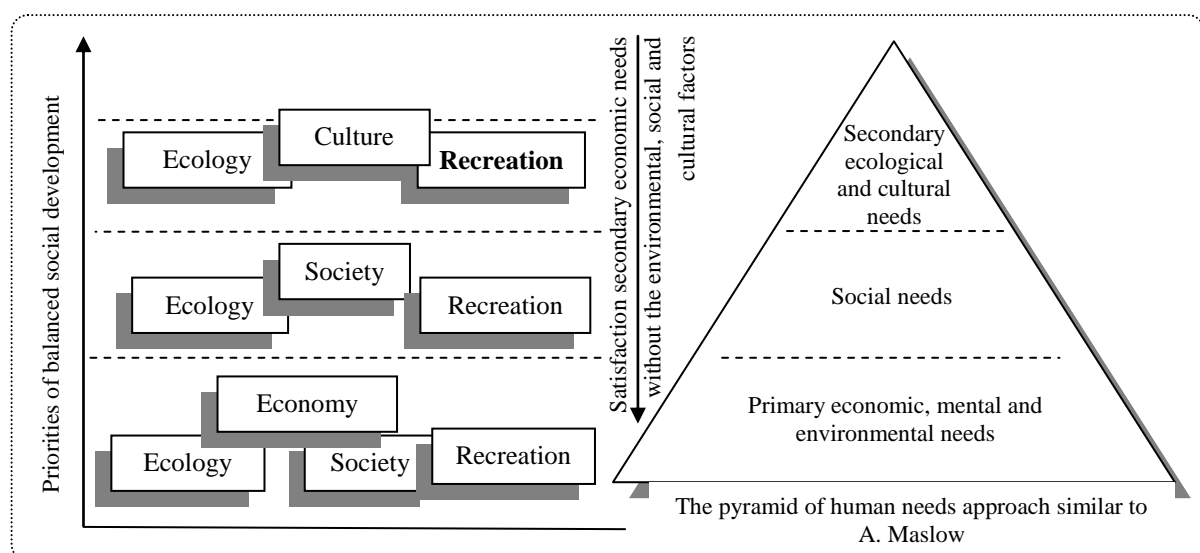 Priorities of balanced social development
Culture
Ecology
Recreation
Society
Ecology
Recreation
Economy
Ecology
Society
Recreation
Satisfaction secondary economic needs
without the environmental, social and
cultural factors
Secondary
ecological
and cultural
needs
Social needs
Primary economic, mental and
environmental needs
The pyramid of human needs approach similar to
A. Maslow